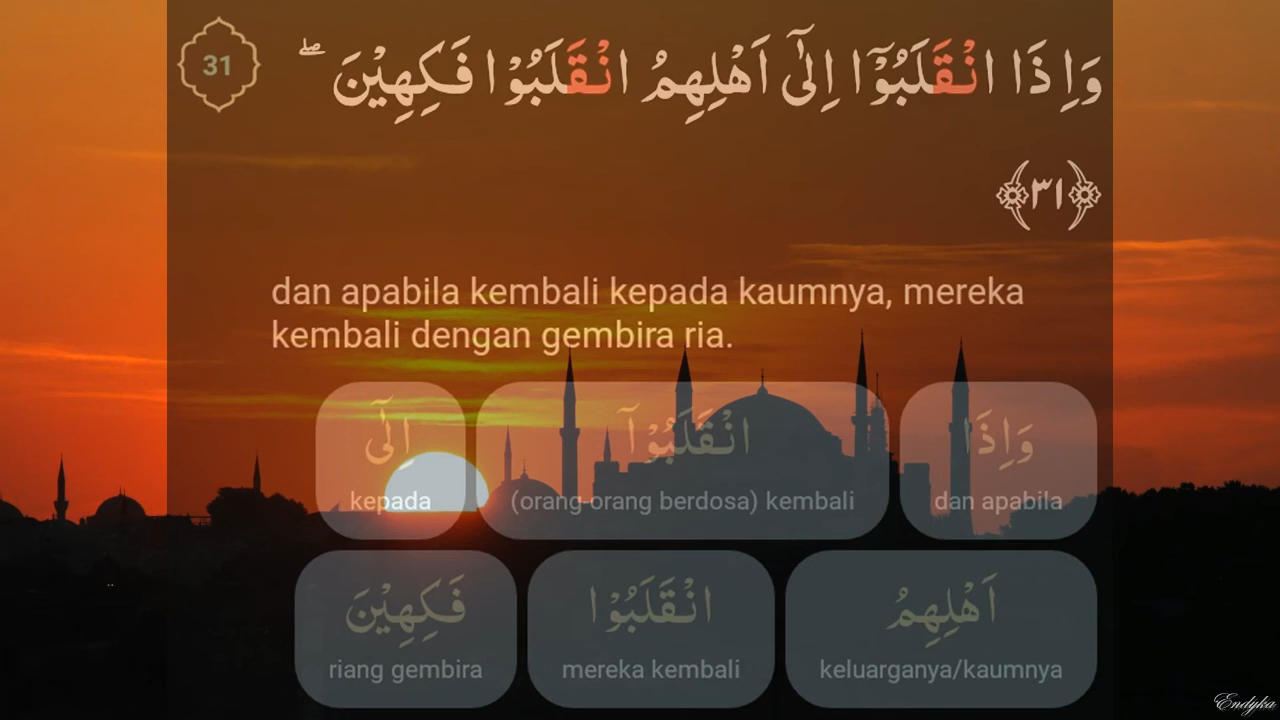 31
وَاِذَا انْقَلَبُوْٓا اِلٰٓى اَهْلِهِمُ انْقَلَبُوْا فَكِهِيْنَ ۖ
﴿٣١﴾
dan apabila kembali kepada kaumnya, mereka
kembali dengan gembira ria.
وَاِذَا انْقَلَبُوْٓا اِلٰٓى
dan apabila (orang-orang berdosa) kembali kepada
اَهْلِهِمُ انْقَلَبُوْا فَكِهِيْنَ
keluarganya/kaumnya mereka kembali riang gembira
Endyka